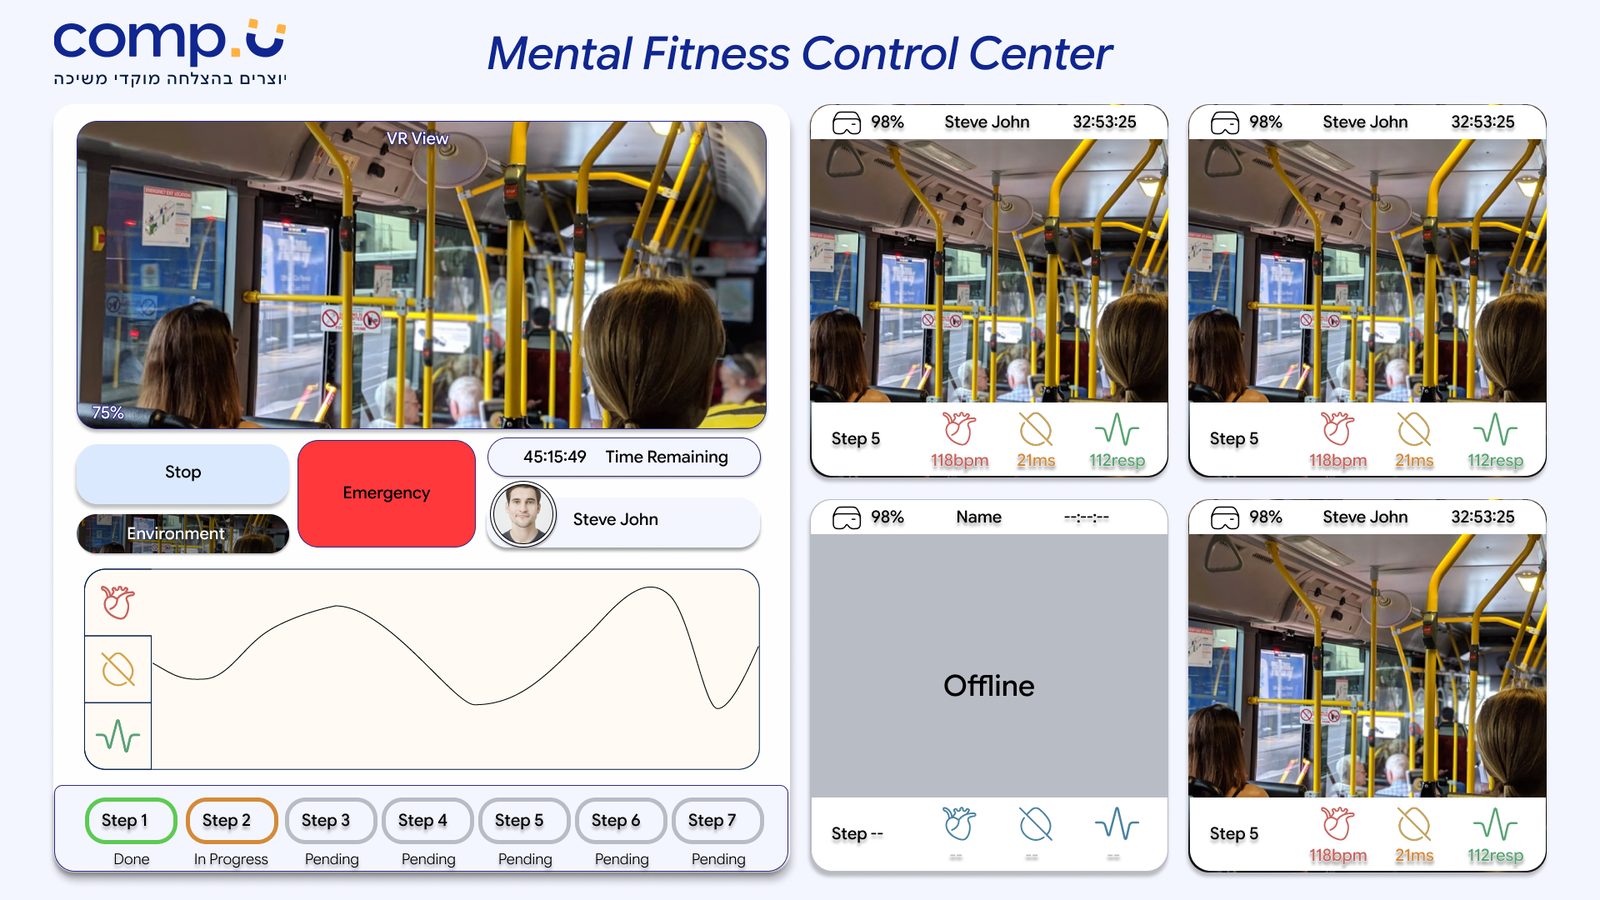 comp.U
יוצרים בהצלחה מוקדי משיכה
Mental Fitness Control Center
VR View
75%
Stop
Environment
Emergency
45:15:49 Time Remaining
Steve John
Step 1
Done
Step 2
In Progress
Step 3
Pending
Step 4
Pending
Step 5
Pending
Step 6
Pending
Step 7
Pending
98% Steve John 32:53:25
Step 5
118bpm 21ms 112resp
98% Steve John 32:53:25
Step 5
118bpm 21ms 112resp
98% Name --:--:--
Offline
Step --
-- -- --
98% Steve John 32:53:25
Step 5
118bpm 21ms 112resp